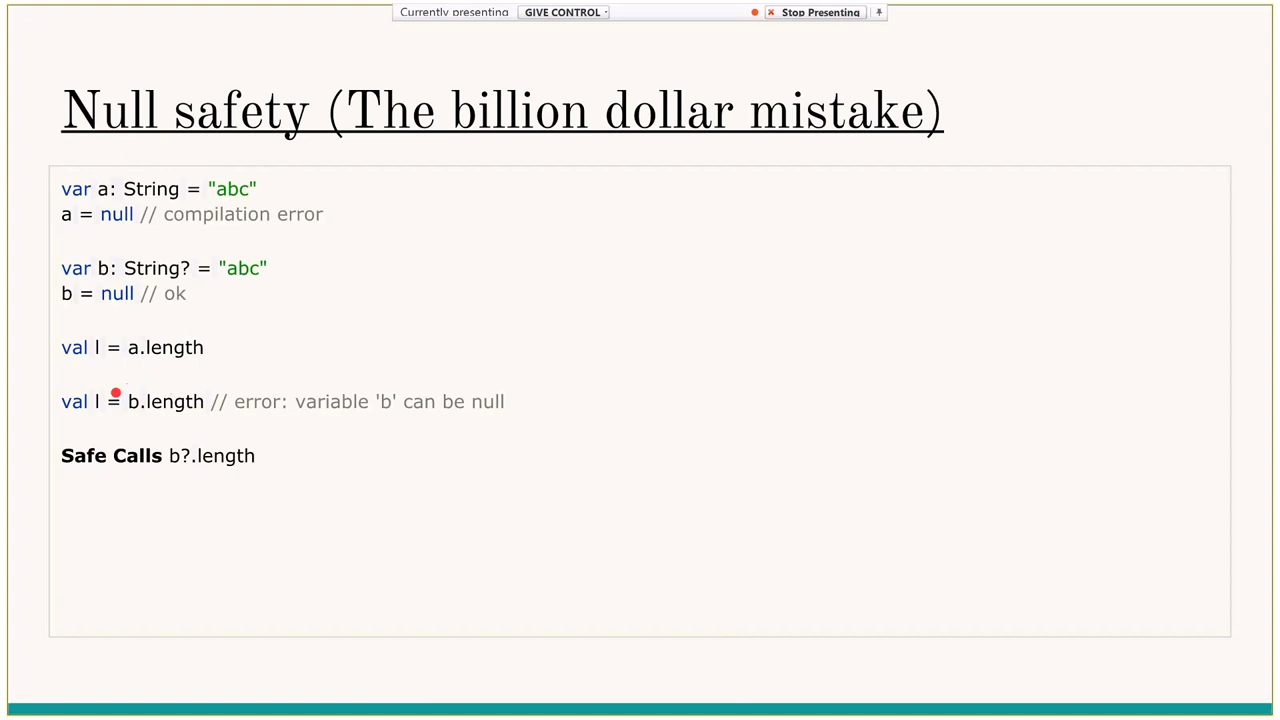 Currently presenting GIVE CONTROL Stop Presenting
Null safety (The billion dollar mistake)
var a: String = "abc"
a = null // compilation error
var b: String? = "abc"
b = null // ok
val l = a.length
val l = b.length // error: variable 'b' can be null
Safe Calls b?.length